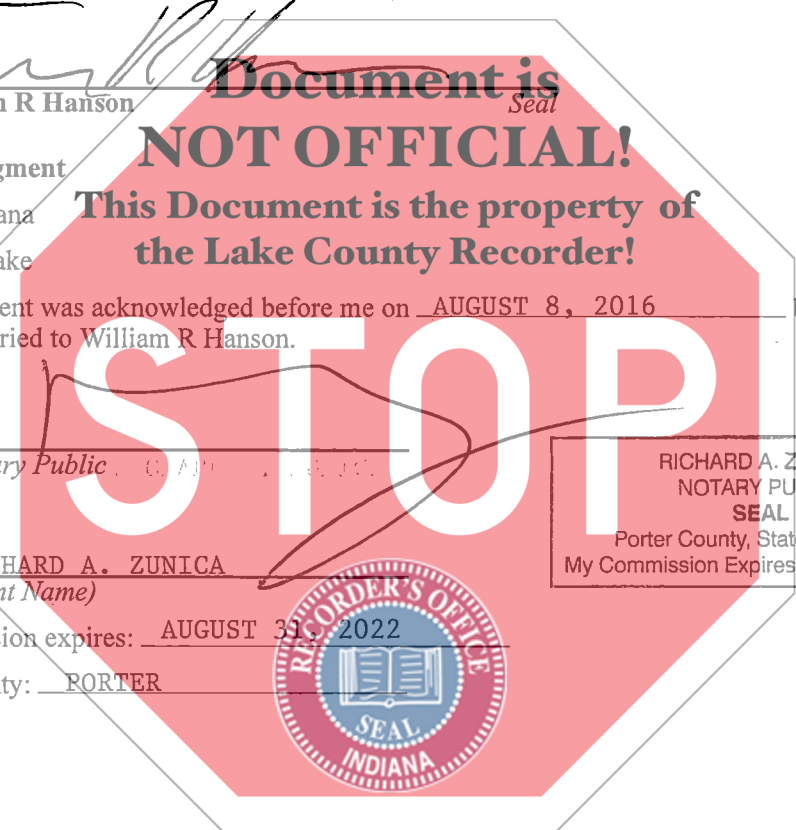 Document is
n R Hanson
Seal
NOT OFFICIAL!
gment
This Document is the property of
ana
the Lake County Recorder!
ake
ent was acknowledged before me on AUGUST 8, 2016
ried to William R Hanson.
STOP
ary Public
RICHARD A. Z
NOTARY PU
SEAL
Porter County, Stat
My Commission Expires
HARD A. ZUNICA
nt Name)
sion expires: AUGUST 31, 2022
ty: PORTER
RECORDER'S OFFICE
SEAL
INDIANA